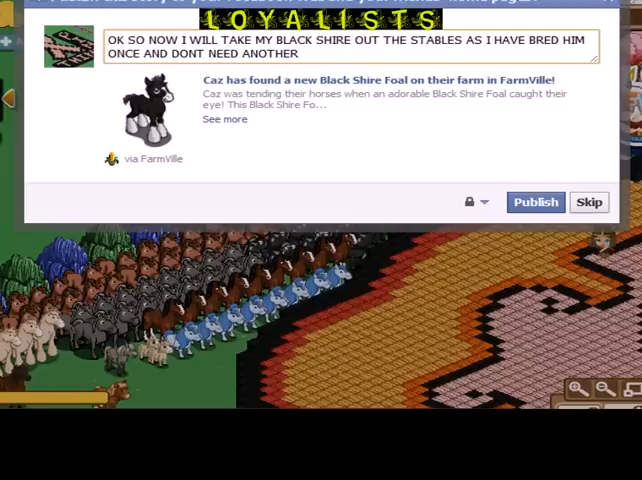 LOYALISTS
OK SO NOW I WILL TAKE MY BLACK SHIRE OUT THE STABLES AS I HAVE BRED HIM
ONCE AND DONT NEED ANOTHER
Caz has found a new Black Shire Foal on their farm in FarmVille!
Caz was tending their horses when an adorable Black Shire Foal caught their
eye! This Black Shire Fo...
See more
via FarmVille
Publish
Skip